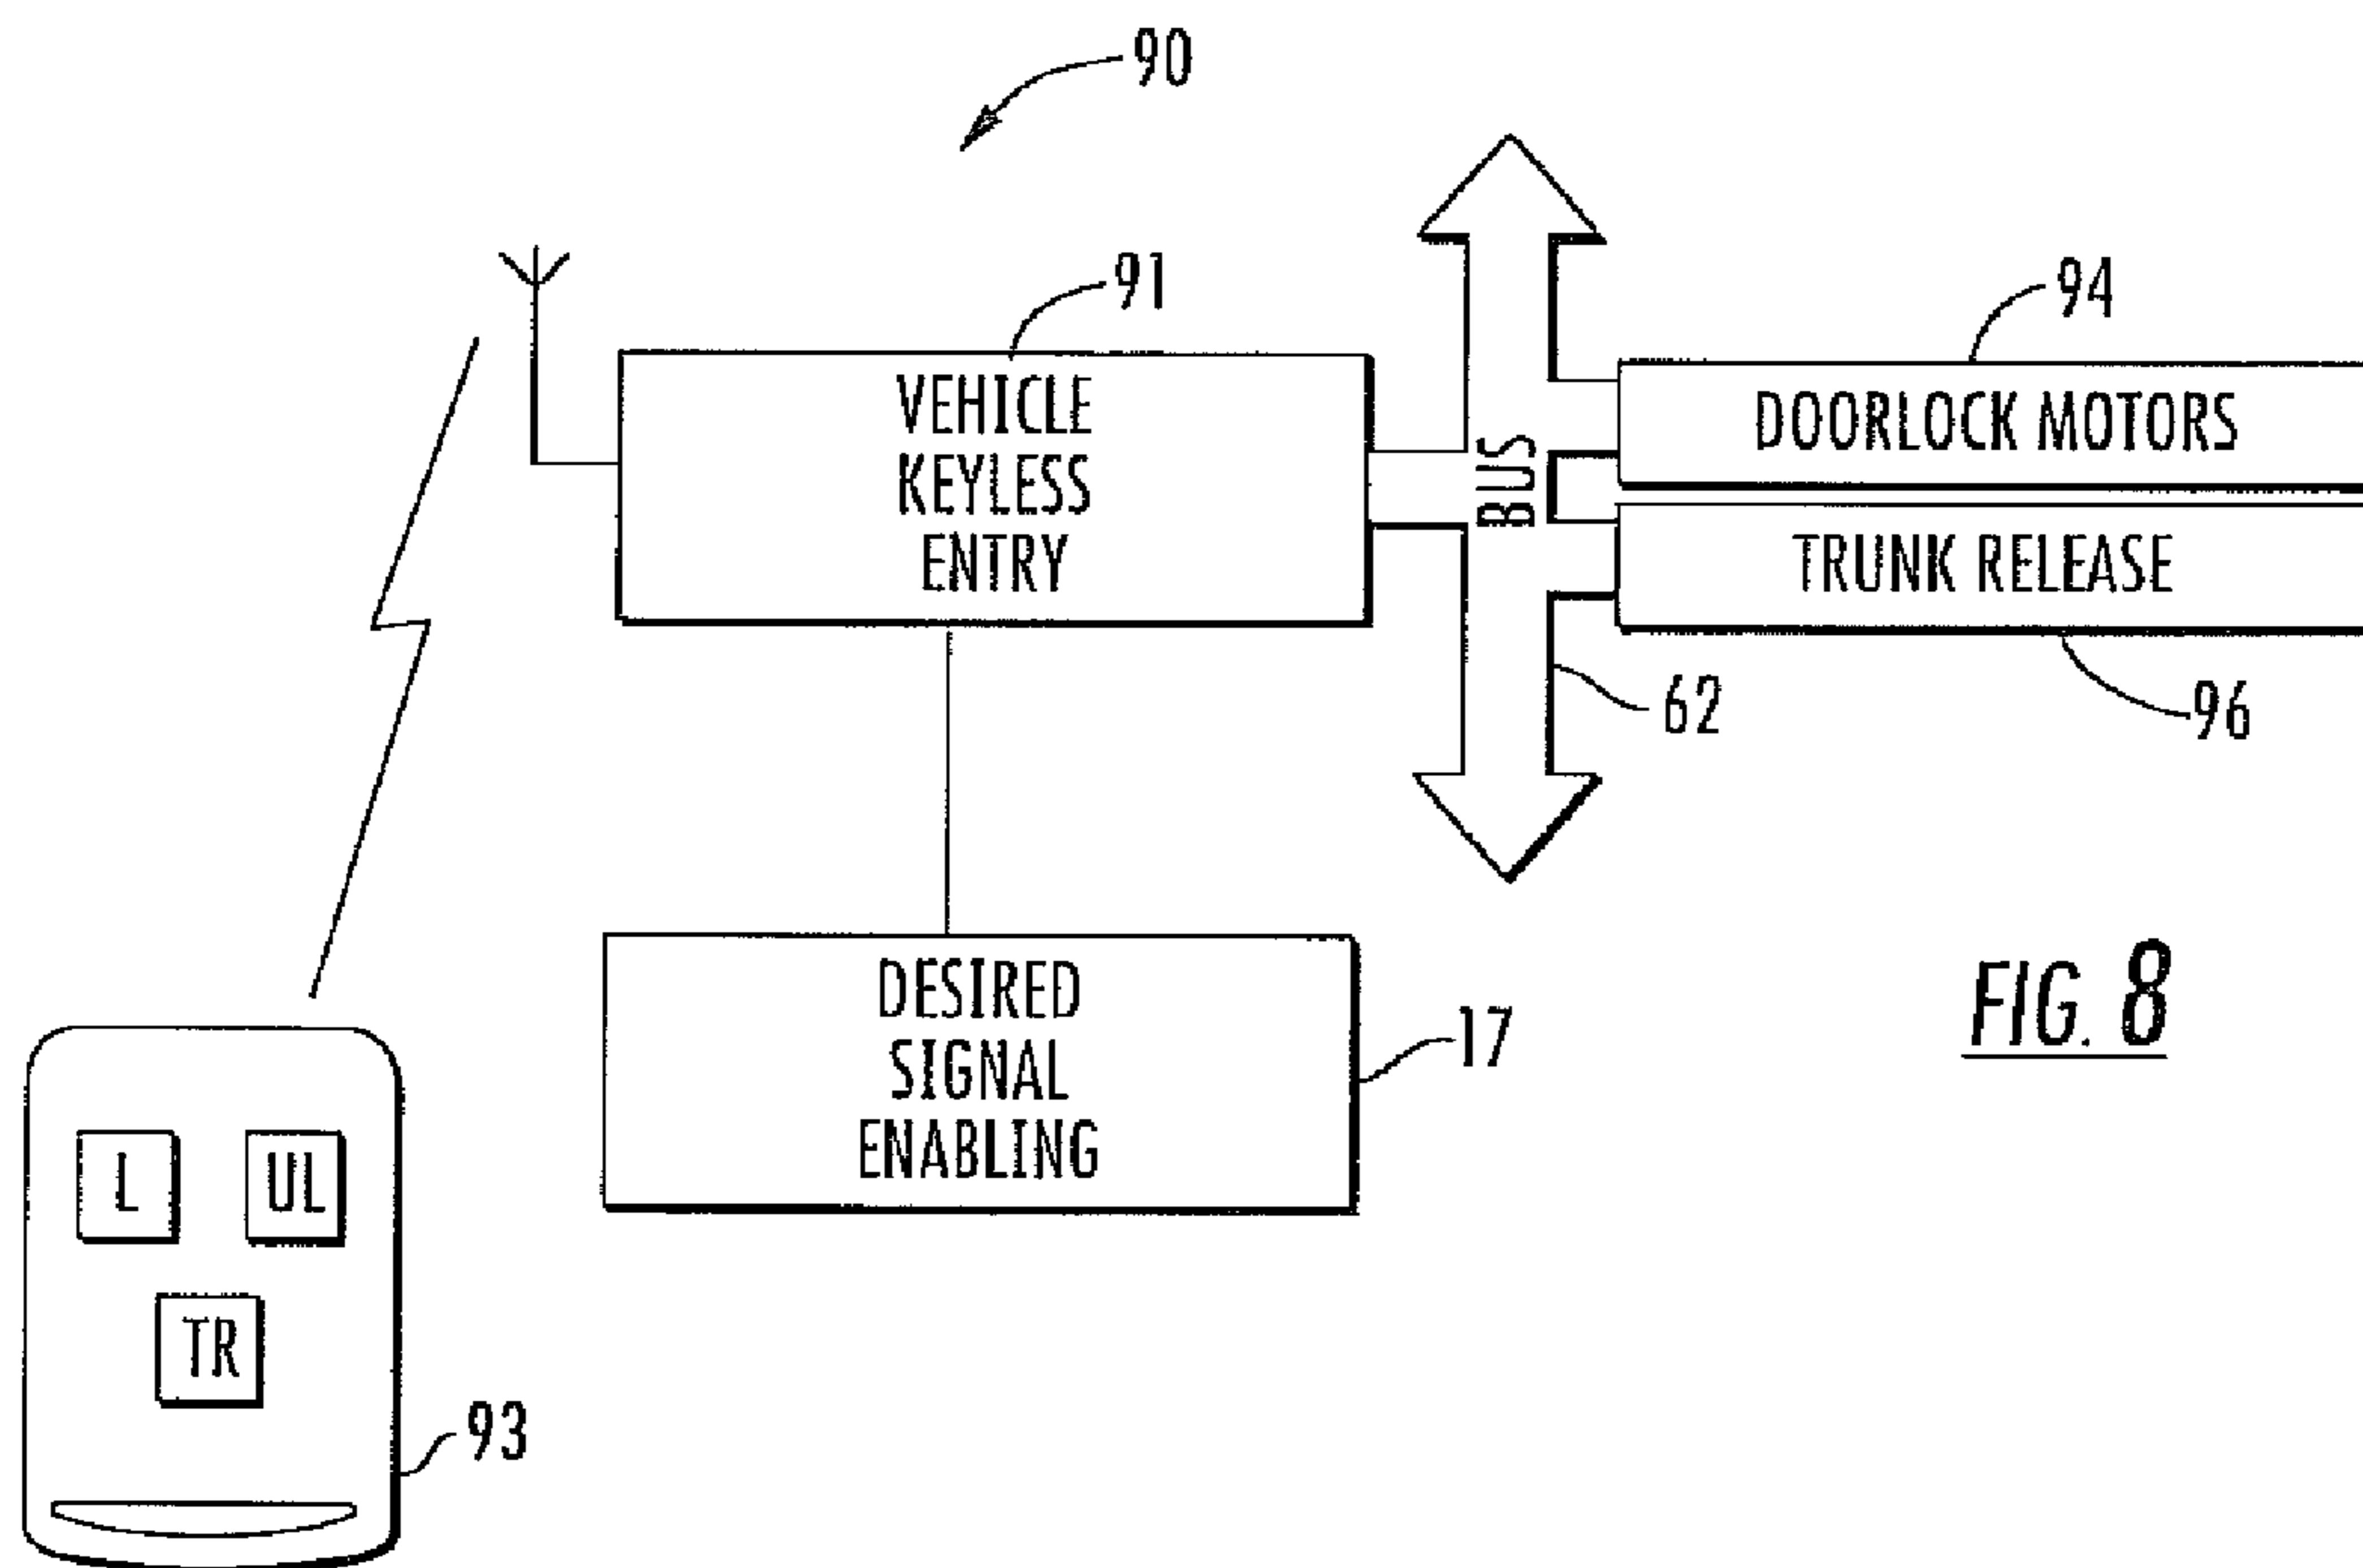 90
91
94
VEHICLE
KEYLESS
ENTRY
BUS
DOORLOCK MOTORS
TRUNK RELEASE
62
96
DESIRED
SIGNAL
ENABLING
17
FIG. 8
L
UL
TR
93